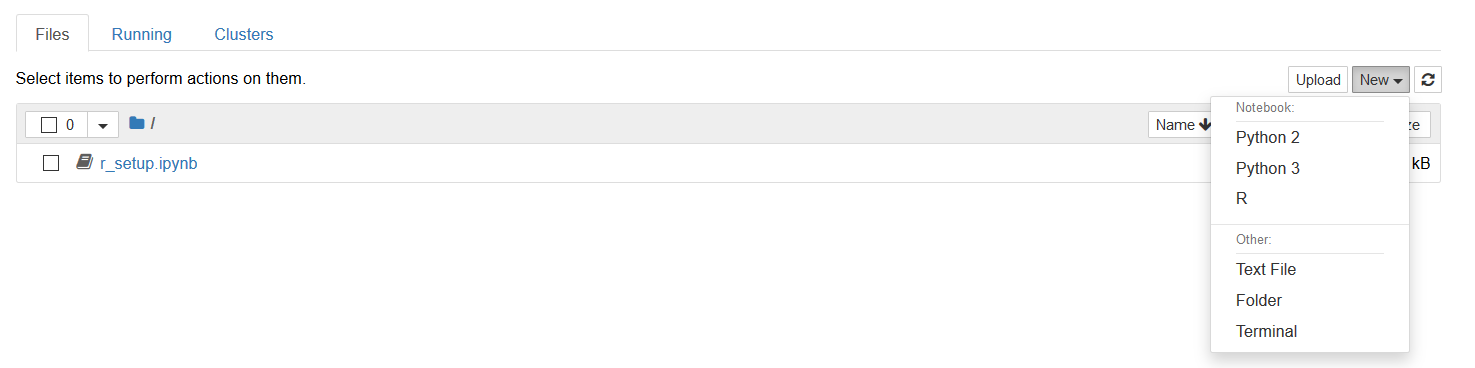 Files Running Clusters
Select items to perform actions on them.
Upload New
0 /
Name
r_setup.ipynb
kB
Notebook:
Python 2
Python 3
R
Other:
Text File
Folder
Terminal